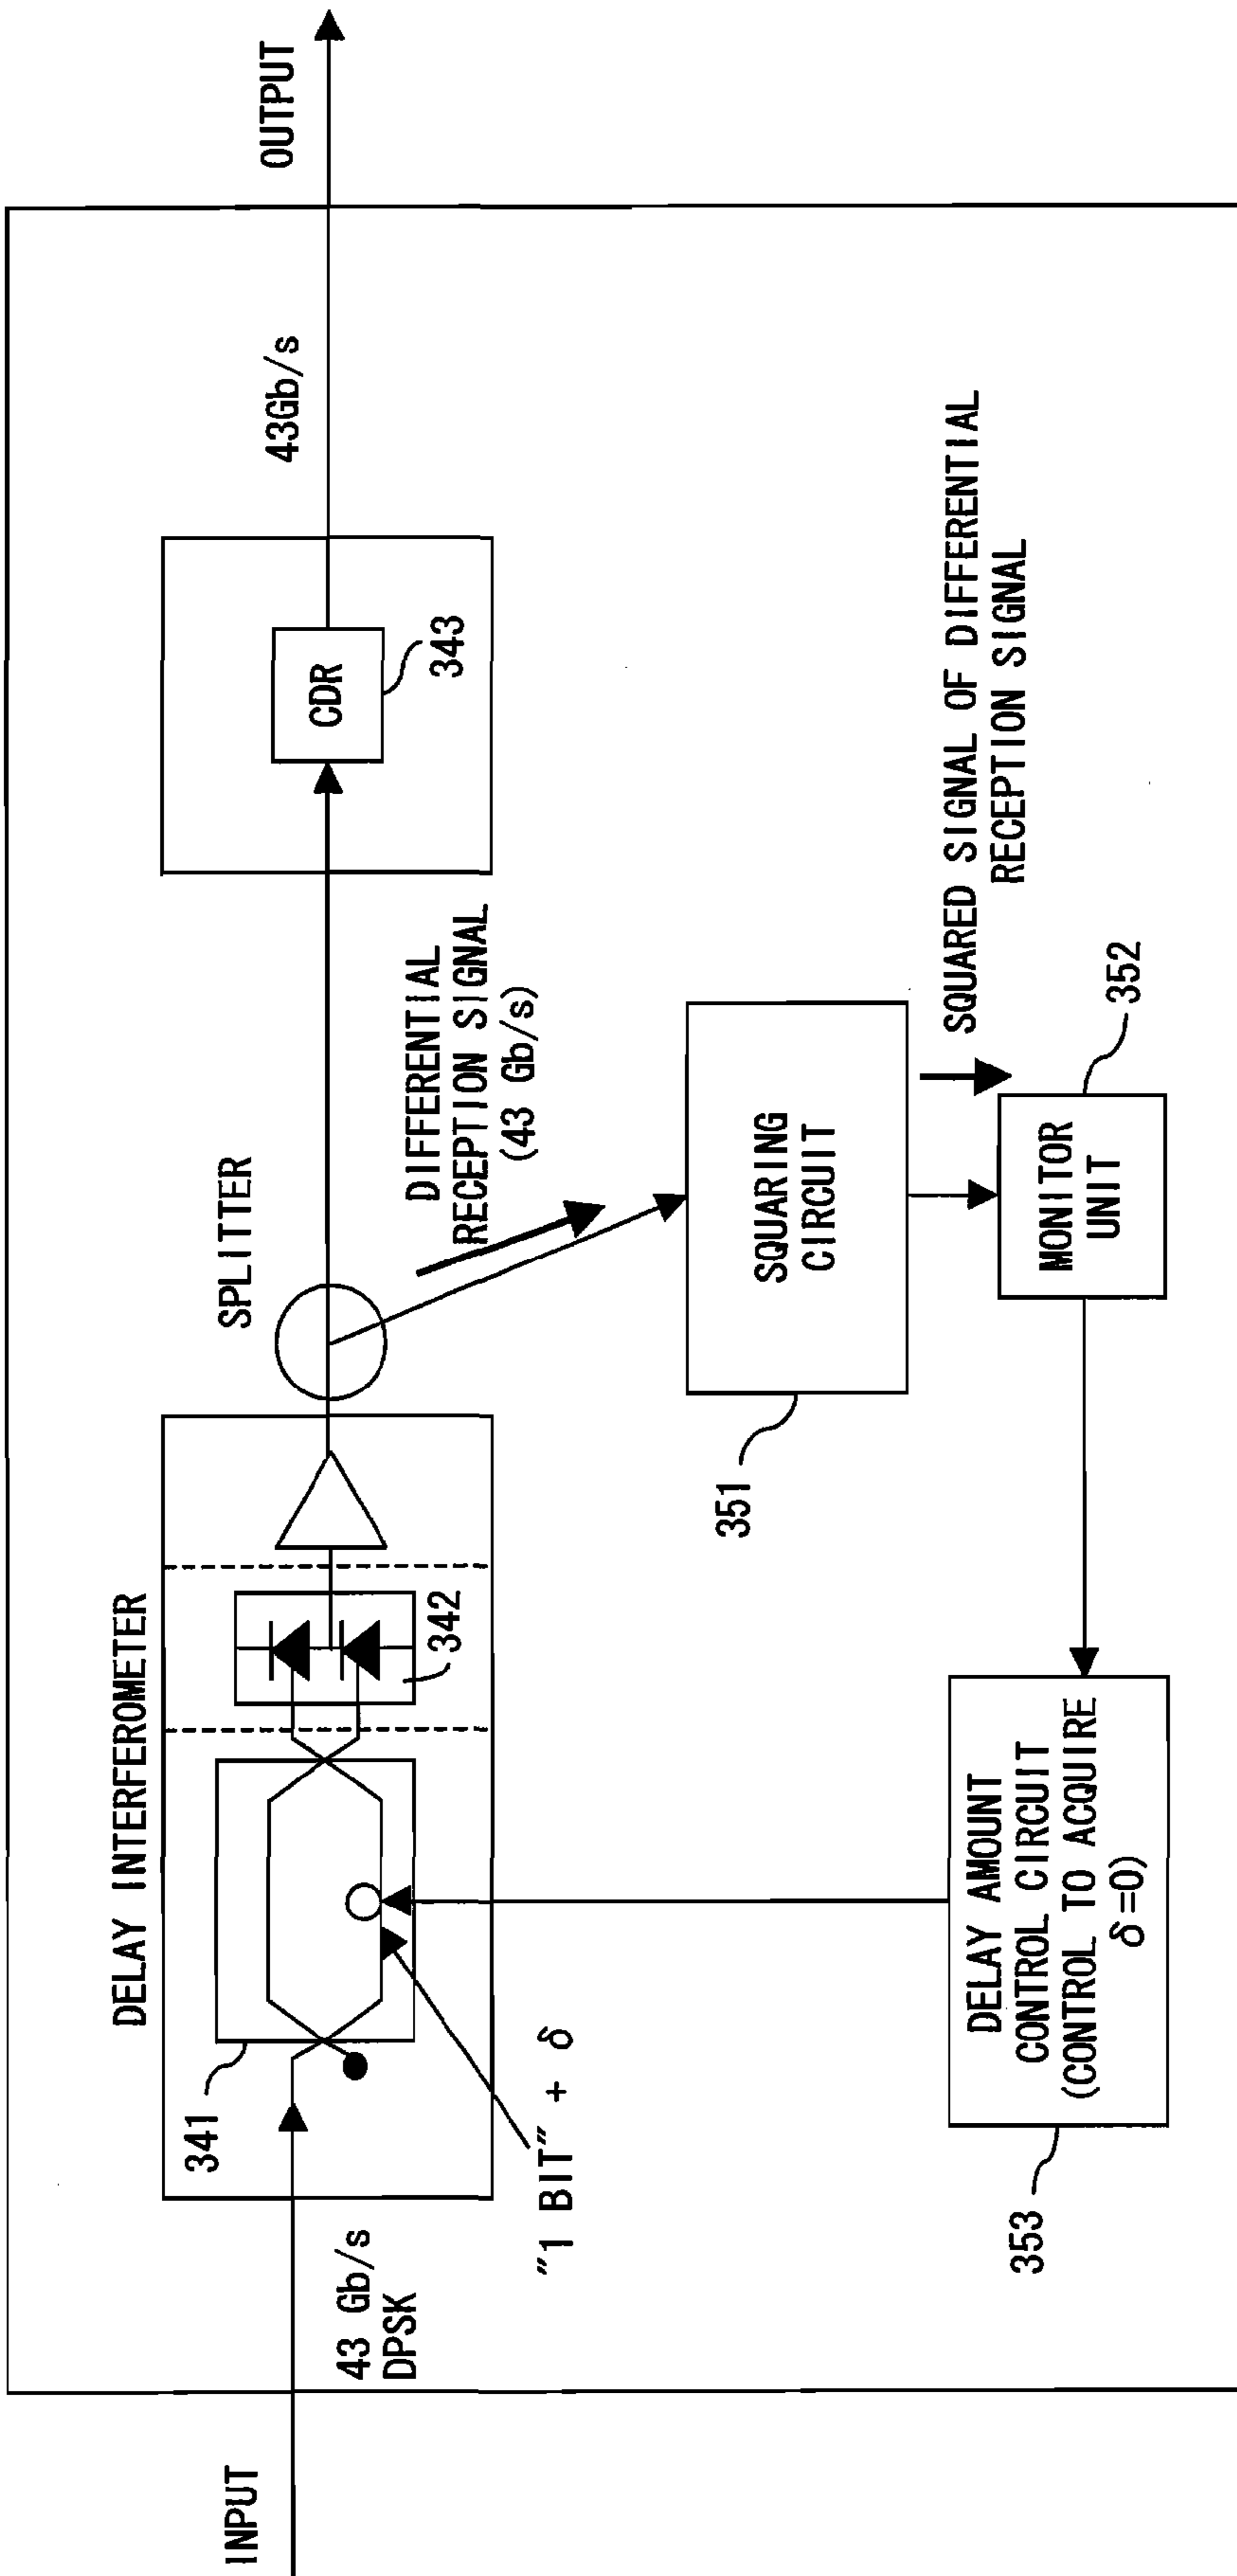 INPUT
43 Gb/s
DPSK
DELAY INTERFEROMETER
341
342
"1 BIT" + δ
SPLITTER
DIFFERENTIAL
RECEPTION SIGNAL
(43 Gb/s)
CDR
343
43Gb/s
OUTPUT
351
SQUARING
CIRCUIT
SQUARED SIGNAL OF DIFFERENTIAL
RECEPTION SIGNAL
MONITOR
UNIT
352
DELAY AMOUNT
CONTROL CIRCUIT
(CONTROL TO ACQUIRE
δ=0)
353